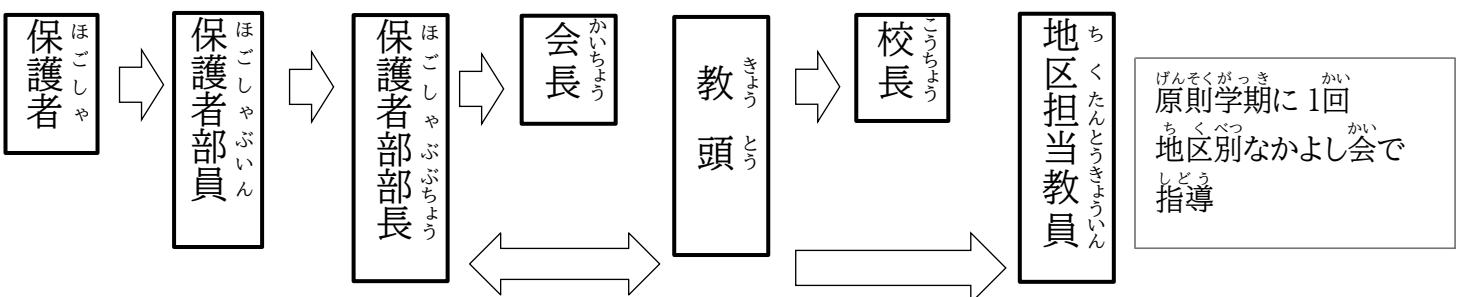 保護者
保護者部員
保護者部部長
会長
教頭
校長
地区担当教員
原則学期に1回
地区別なかよし会で
指導